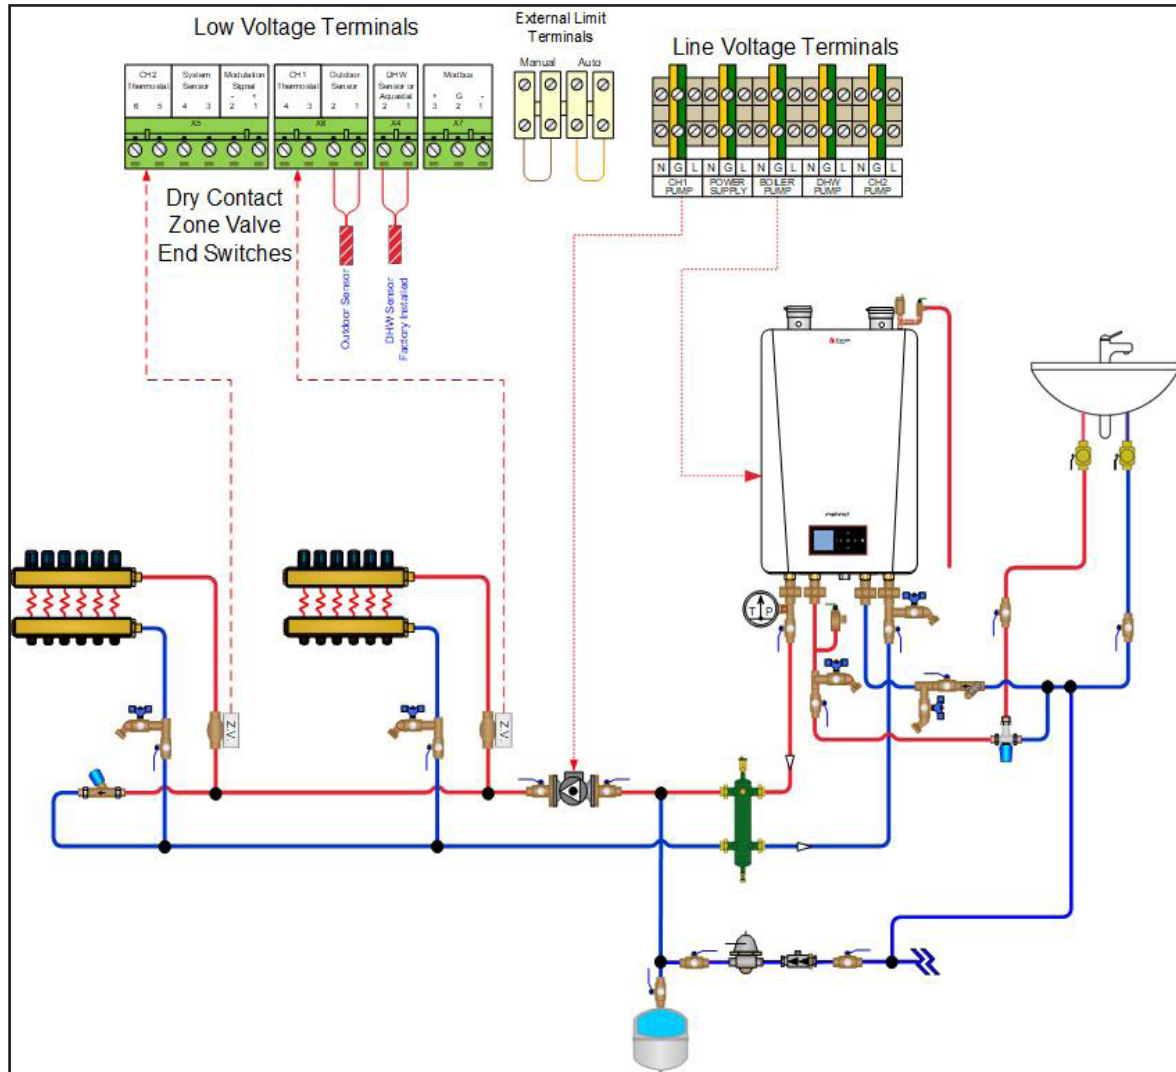 Low Voltage Terminals
External Limit
Terminals
Line Voltage Terminals
Manual Auto
CH2
Thermostat
6 5
System
Sensor
4 3
Modulation
Signal
- +
2 1
X5
CH1
Thermostat
4 3
Outdoor
Sensor
2 1
X6
DHW
Sensor or
Aquastat
2 1
X4
Modbus
+ G -
3 2 1
X7
N G L N G L N G L N G L N G L
CH1
PUMP
POWER
SUPPLY
BOILER
PUMP
DHW
PUMP
CH2
PUMP
Dry Contact
Zone Valve
End Switches
Outdoor Sensor
DHW Sensor
Factory Installed
instinct
T P
Z.V.
Z.V.